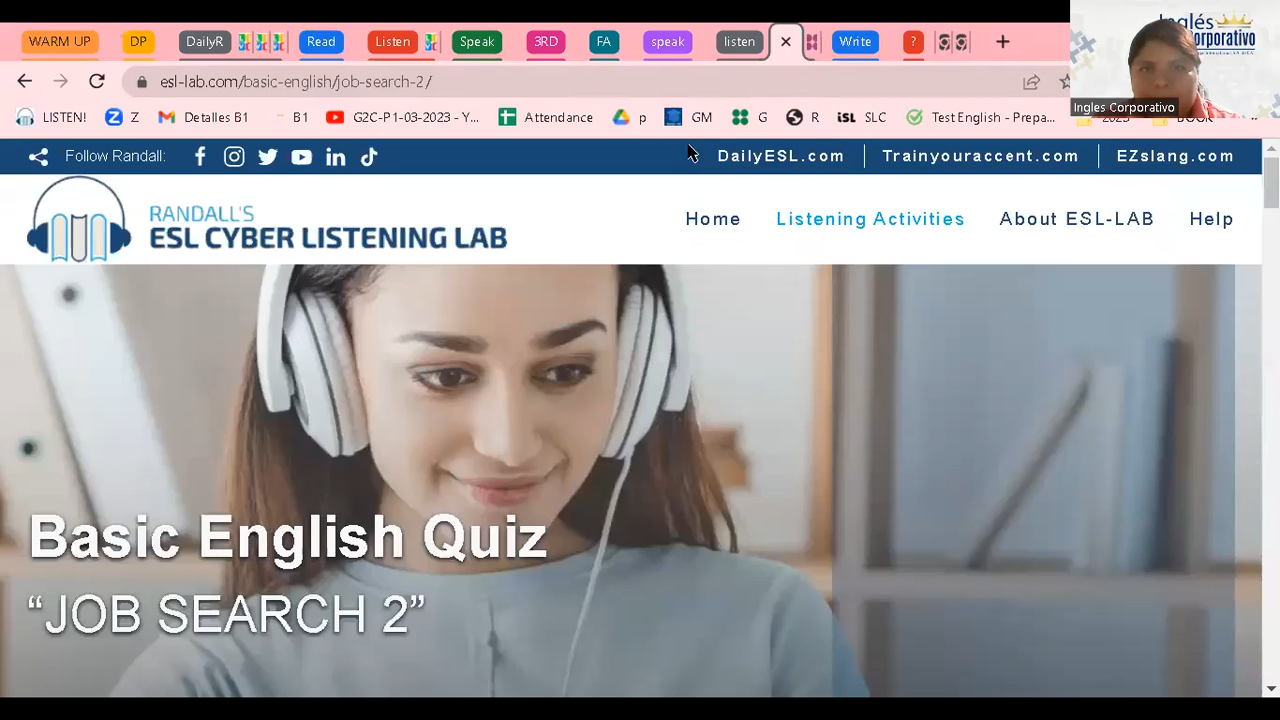 WARM UP DP DailyR Read Listen Speak 3RD FA speak listen Write ?
esl-lab.com/basic-english/job-search-2/
LISTEN! Z Detalles B1 B1 G2C-P1-03-2023 - Y... Attendance p GM G R SLC Test English - Prepa...
Inglés
Corporativo
Ingles Corporativo
Follow Randall: DailyESL.com Trainyouraccent.com EZslang.com
RANDALL'S
ESL CYBER LISTENING LAB
Home Listening Activities About ESL-LAB Help
Basic English Quiz
“JOB SEARCH 2”